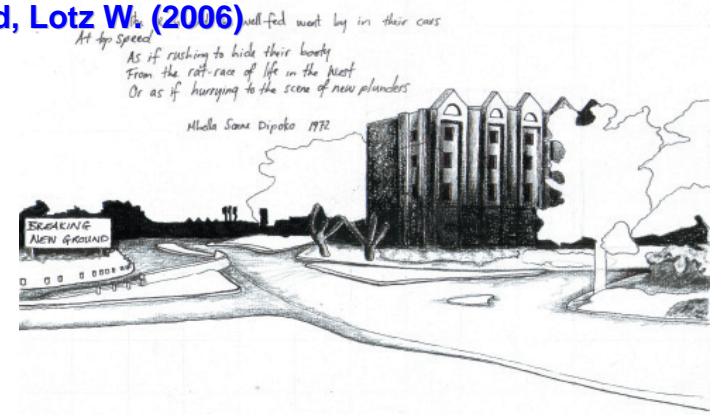 d, Lotz W. (2006)
well-fed went by in their cars
At top speed
As if rushing to hide their booty
From the rat-race of life in the West
Or as if hurrying to the scene of new plunders
Mbella Sonne Dipoko 1972
BREAKING
NEW GROUND